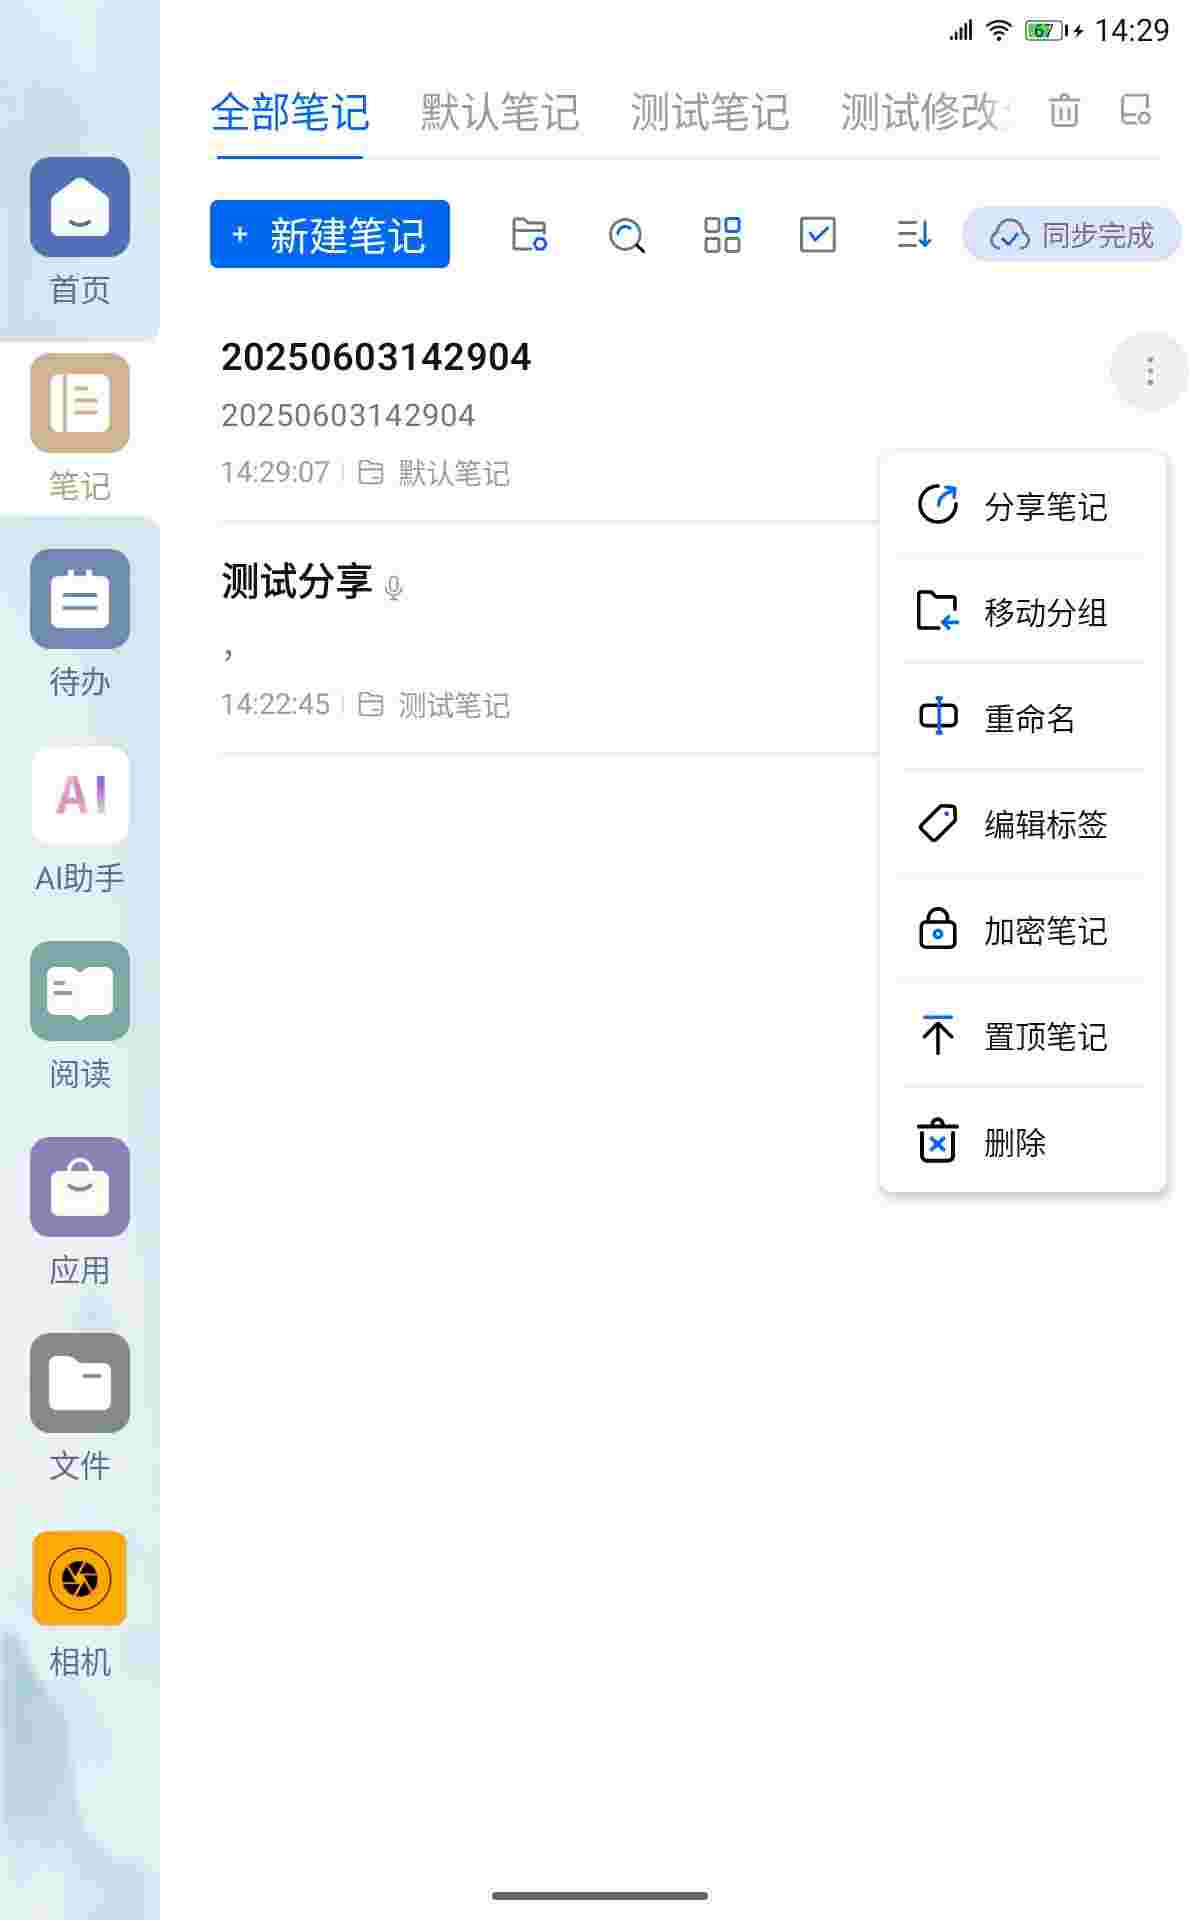 67 14:29
全部笔记 默认笔记 测试笔记 测试修改
+ 新建笔记 同步完成
首页
笔记
待办
AI
AI助手
阅读
应用
文件
相机
20250603142904
20250603142904
14:29:07 默认笔记
测试分享
，
14:22:45 测试笔记
分享笔记
移动分组
重命名
编辑标签
加密笔记
置顶笔记
删除